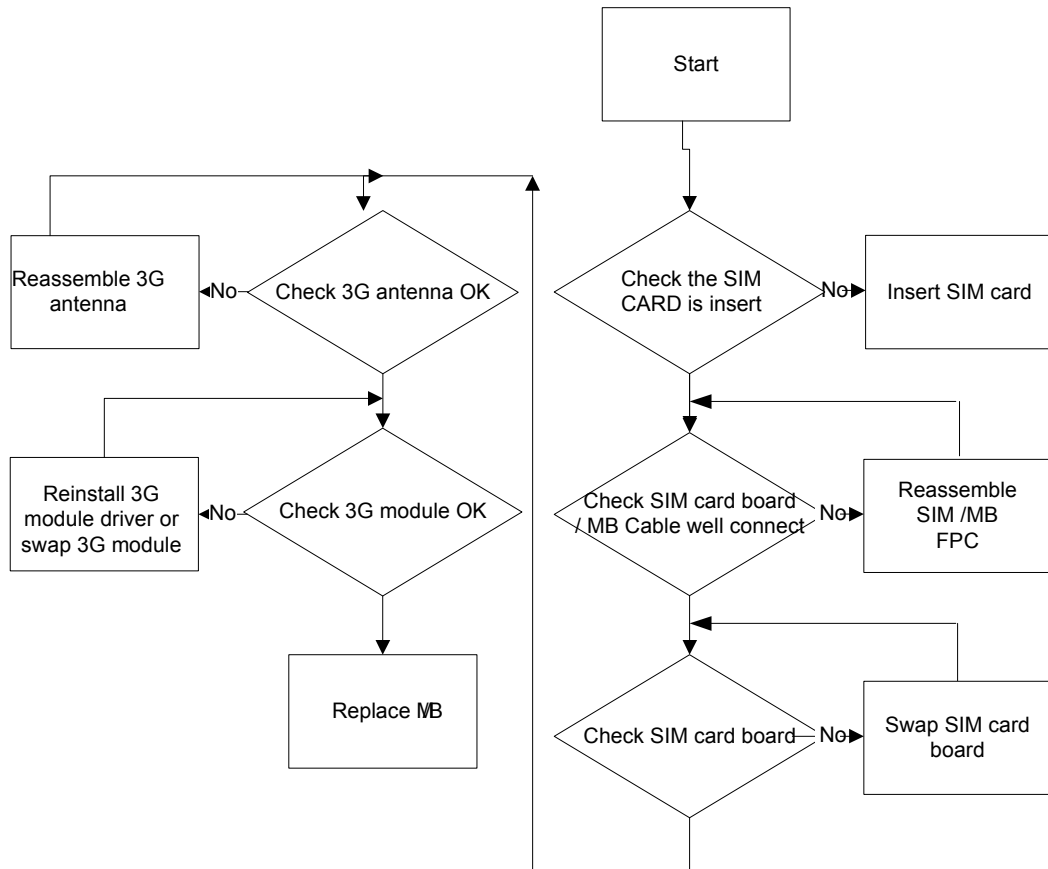 Start
Check the SIM
CARD is insert
No
Insert SIM card
Check SIM card board
/ MB Cable well connect
No
Reassemble
SIM /MB
FPC
Check SIM card board
No
Swap SIM card
board
Check 3G antenna OK
No
Reassemble 3G
antenna
Check 3G module OK
No
Reinstall 3G
module driver or
swap 3G module
Replace MB